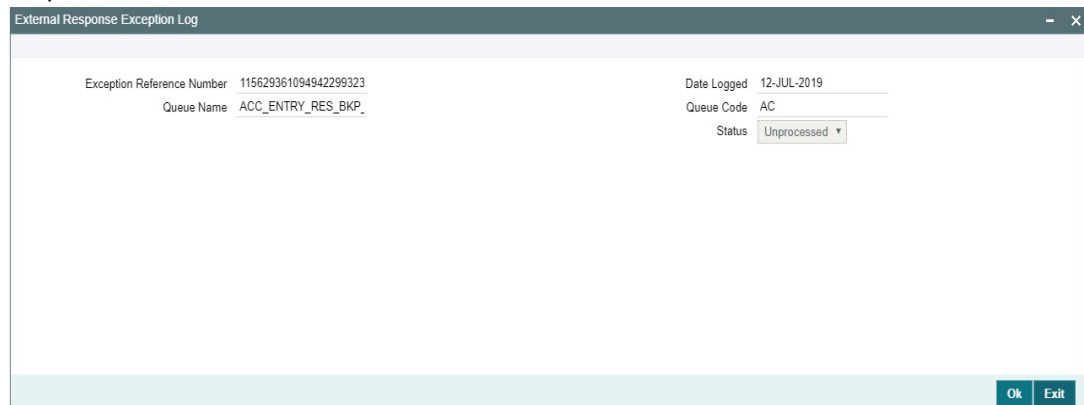 External Response Exception Log
Exception Reference Number 115629361094942299323
Date Logged 12-JUL-2019
Queue Name ACC_ENTRY_RES_BKP_
Queue Code AC
Status Unprocessed
Ok Exit